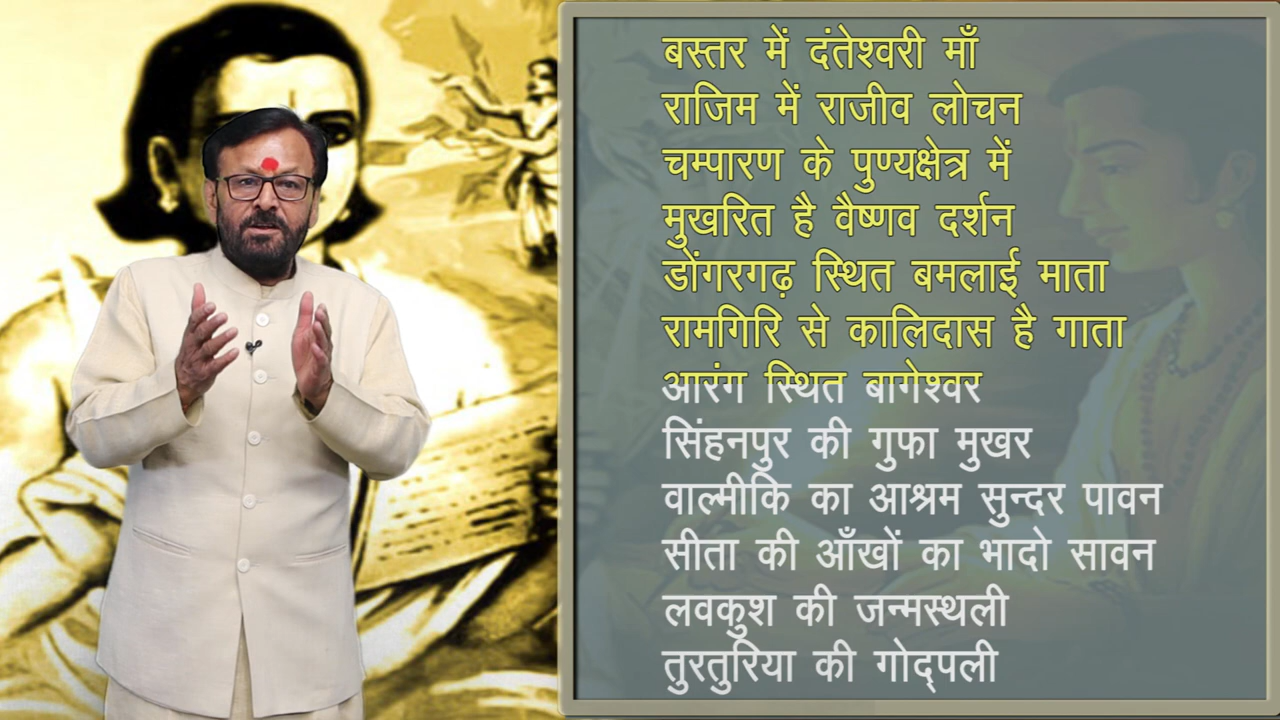 बस्तर में दंतेश्वरी माँ
राजिम में राजीव लोचन
चम्पारण के पुण्यक्षेत्र में
मुखरित है वैष्णव दर्शन
डोंगरगढ़ स्थित बमलाई माता
रामगिरि से कालिदास है गाता
आरंग स्थित बागेश्वर
सिंहनपुर की गुफा मुखर
वाल्मीकि का आश्रम सुन्दर पावन
सीता की आँखों का भादो सावन
लवकुश की जन्मस्थली
तुरतुरिया की गोद्पली